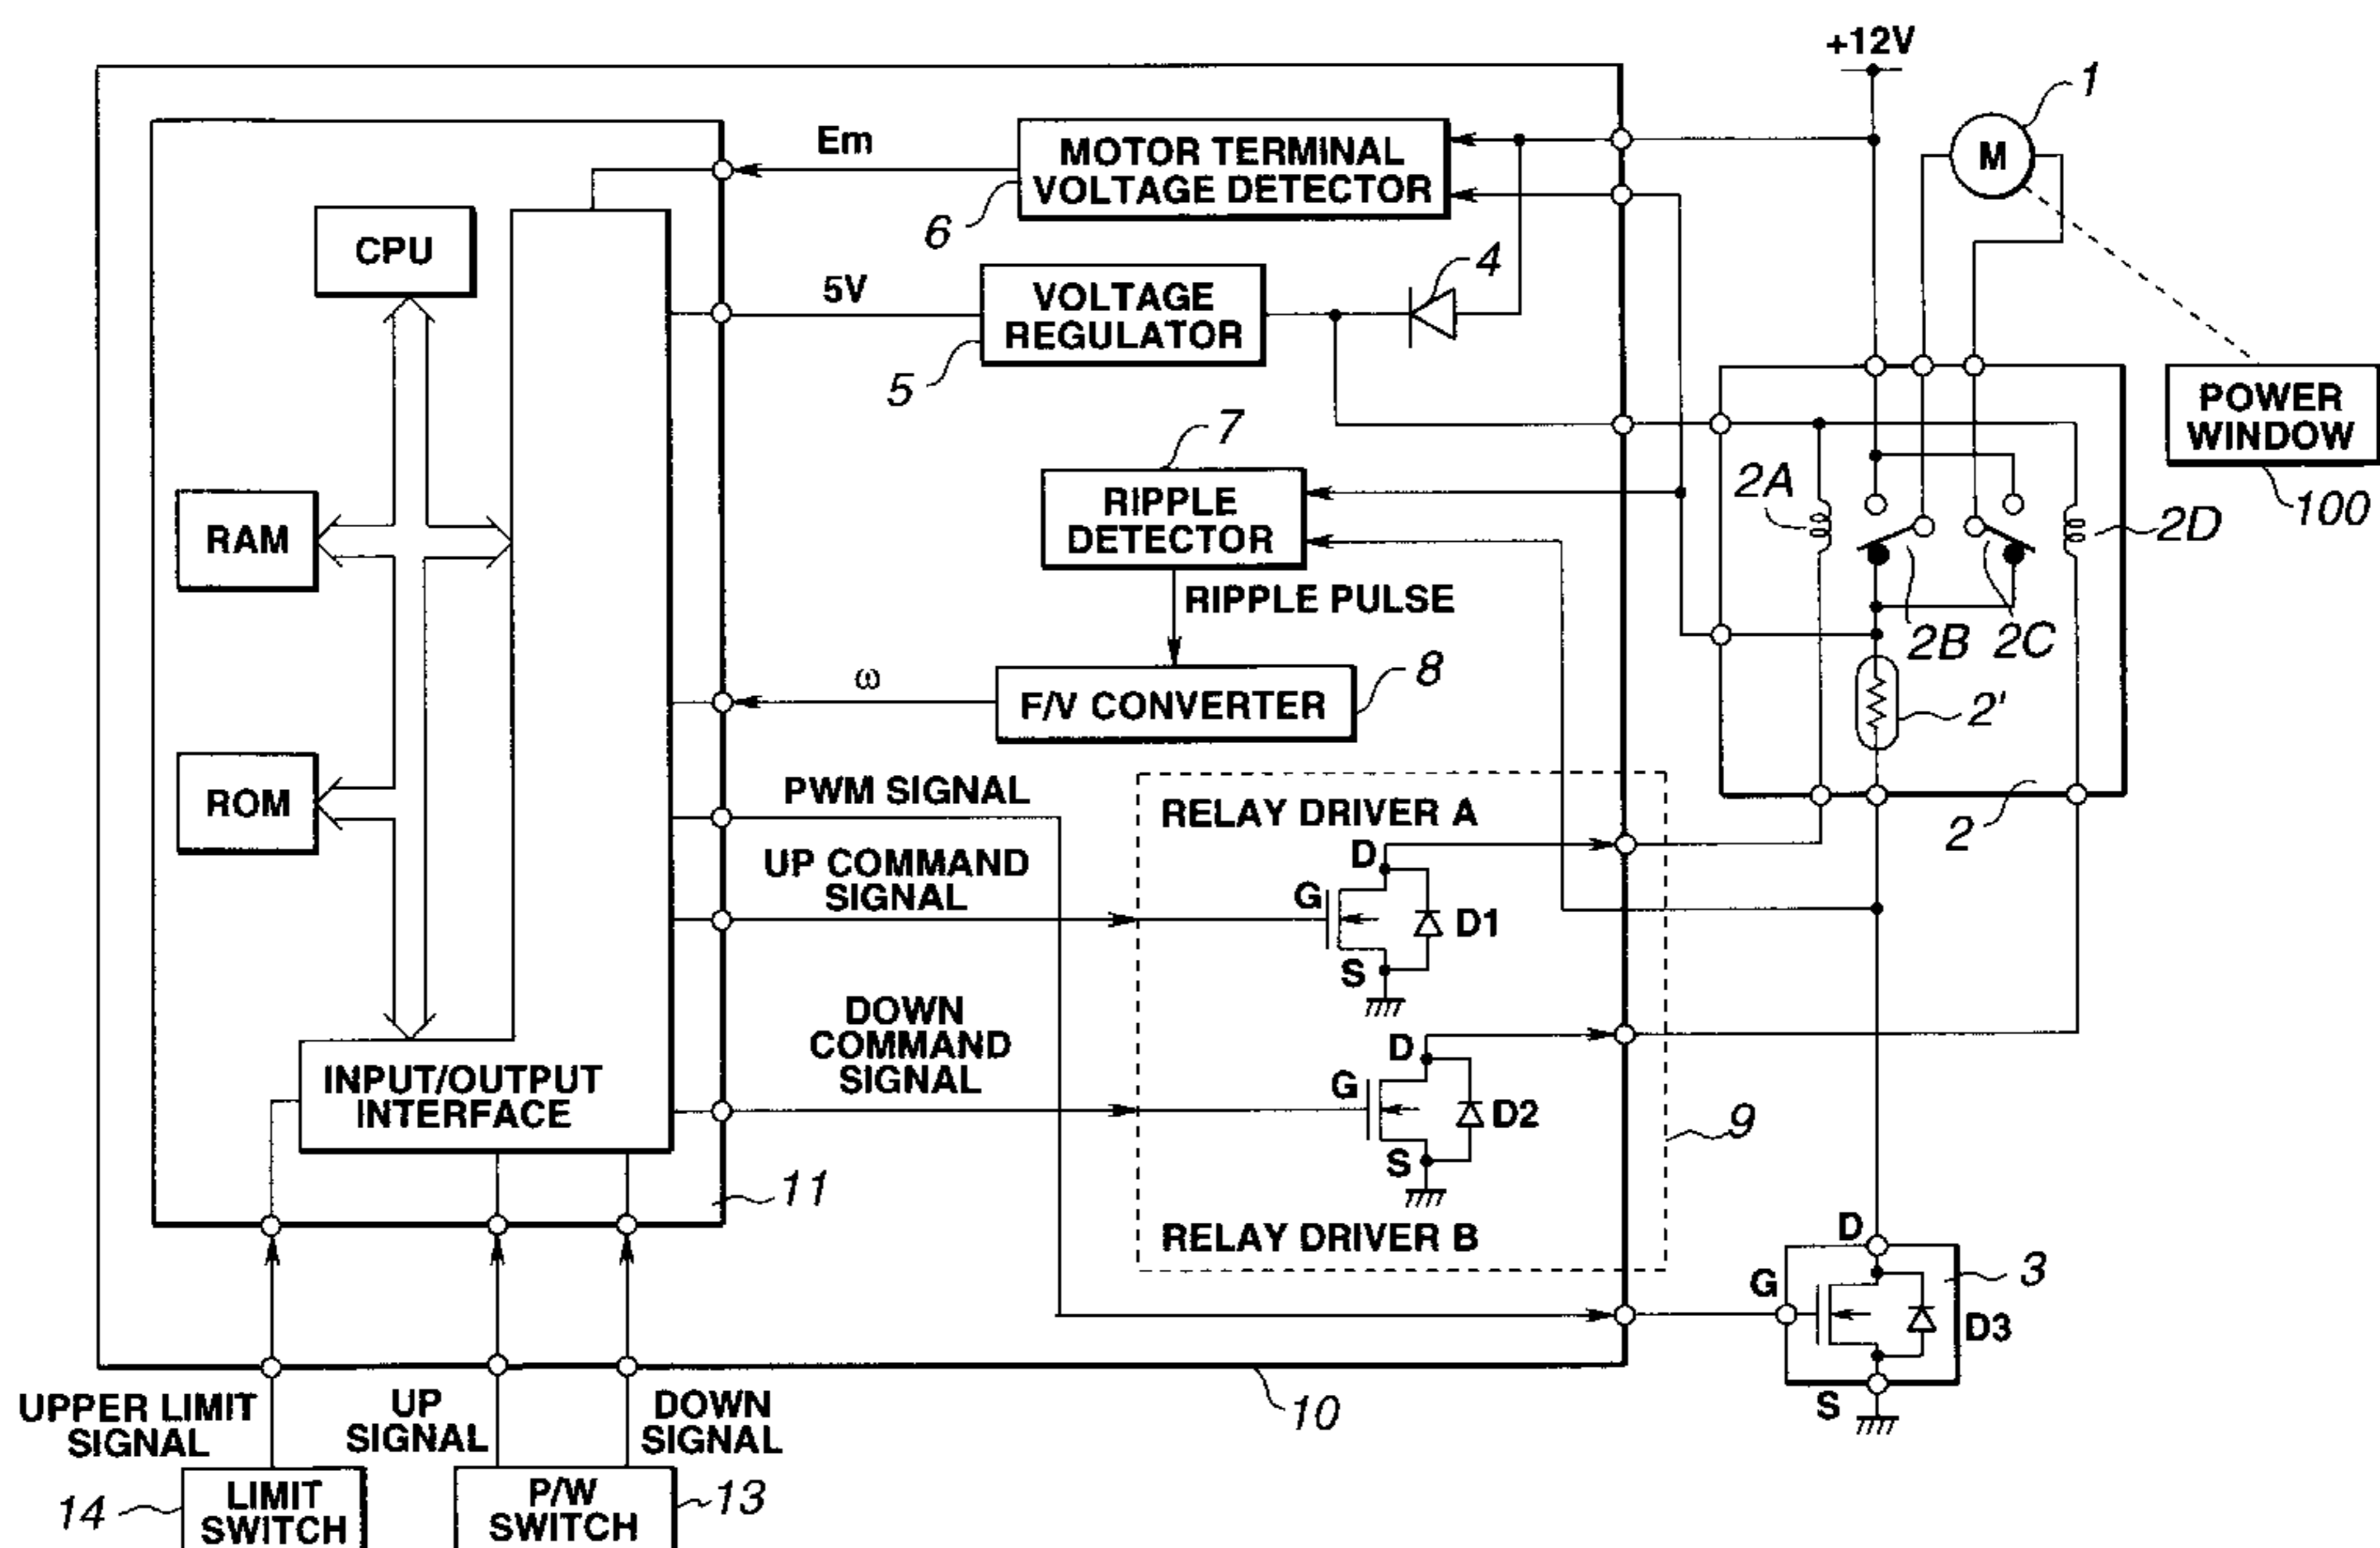 +12V
1
Em
MOTOR TERMINAL
VOLTAGE DETECTOR
M
6
CPU
5V
VOLTAGE
REGULATOR
4
5
POWER
WINDOW
100
7
RIPPLE
DETECTOR
2A
2D
RAM
RIPPLE PULSE
2B
2C
ω
F/V CONVERTER
8
2'
ROM
PWM SIGNAL
RELAY DRIVER A
2
UP COMMAND
SIGNAL
D
G
D1
S
DOWN
COMMAND
SIGNAL
D
G
D2
S
9
INPUT/OUTPUT
INTERFACE
11
RELAY DRIVER B
D
G
3
D3
S
10
UPPER LIMIT
SIGNAL
UP
SIGNAL
DOWN
SIGNAL
14
LIMIT
SWITCH
P/W
SWITCH
13